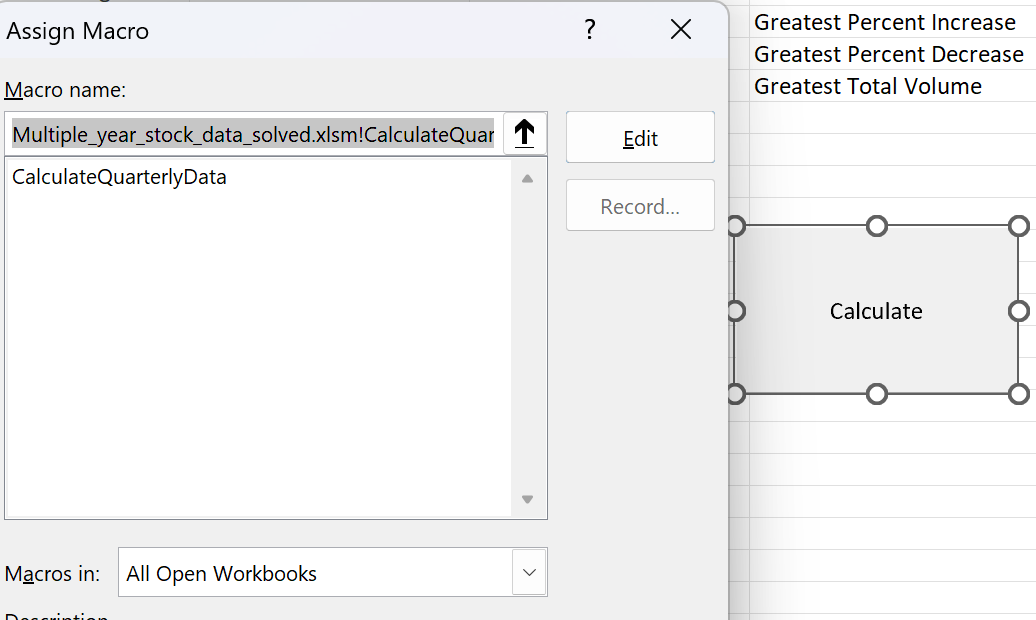 Assign Macro
?
Macro name:
Multiple_year_stock_data_solved.xlsm!CalculateQuar
Edit
CalculateQuarterlyData
Record...
Macros in:
All Open Workbooks
Description
Greatest Percent Increase
Greatest Percent Decrease
Greatest Total Volume
Calculate